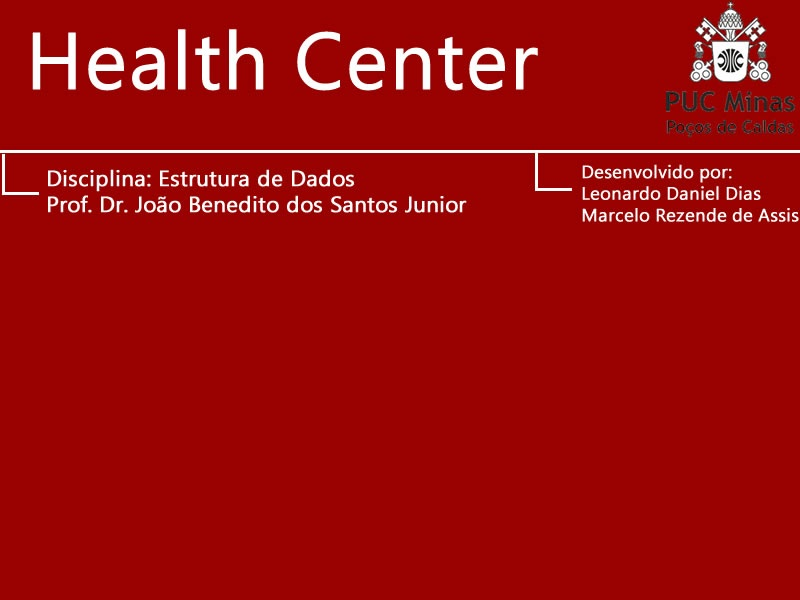 Health Center
PUC Minas
Poços de Caldas
Disciplina: Estrutura de Dados
Prof. Dr. João Benedito dos Santos Junior
Desenvolvido por:
Leonardo Daniel Dias
Marcelo Rezende de Assis